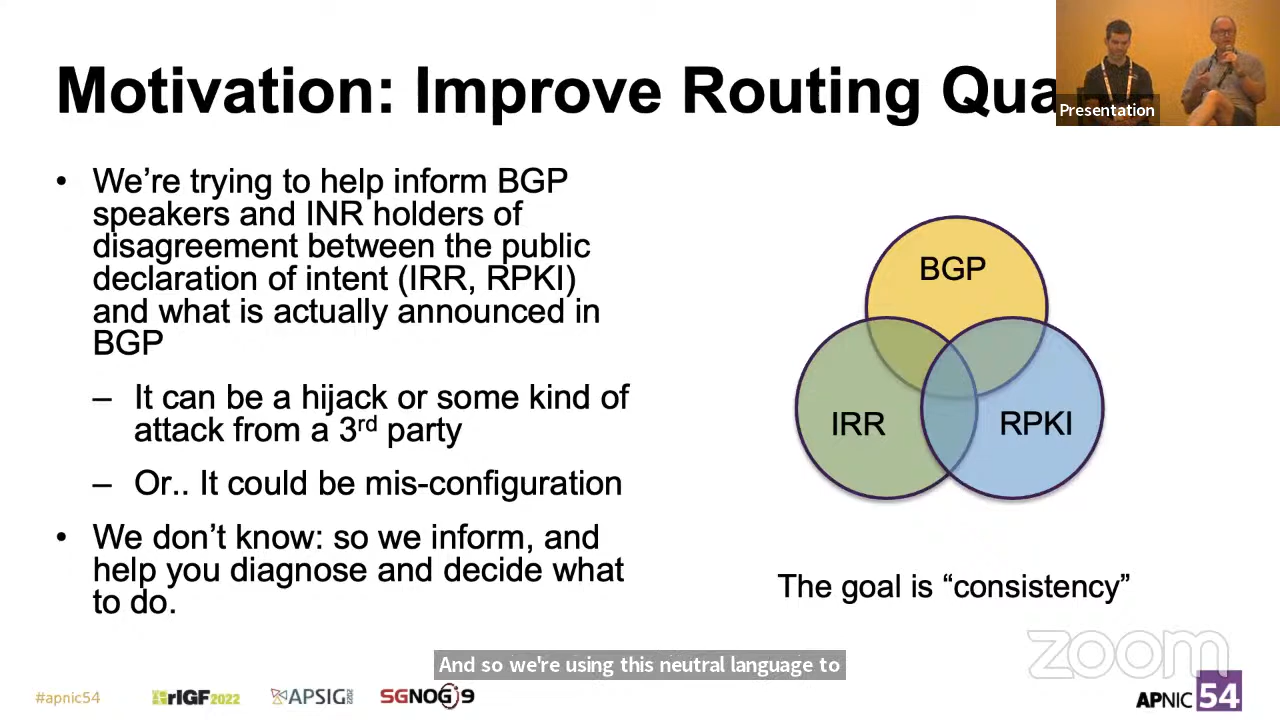 Motivation: Improve Routing Qua
Presentation
• We’re trying to help inform BGP
speakers and INR holders of
disagreement between the public
declaration of intent (IRR, RPKI)
and what is actually announced in
BGP
– It can be a hijack or some kind of
attack from a 3rd party
– Or.. It could be mis-configuration
• We don’t know: so we inform, and
help you diagnose and decide what
to do.
BGP
IRR
RPKI
The goal is “consistency”
zoom
And so we're using this neutral language to
#apnic54
rIGF2022
APSIG
SGNOG9
APNIC 54